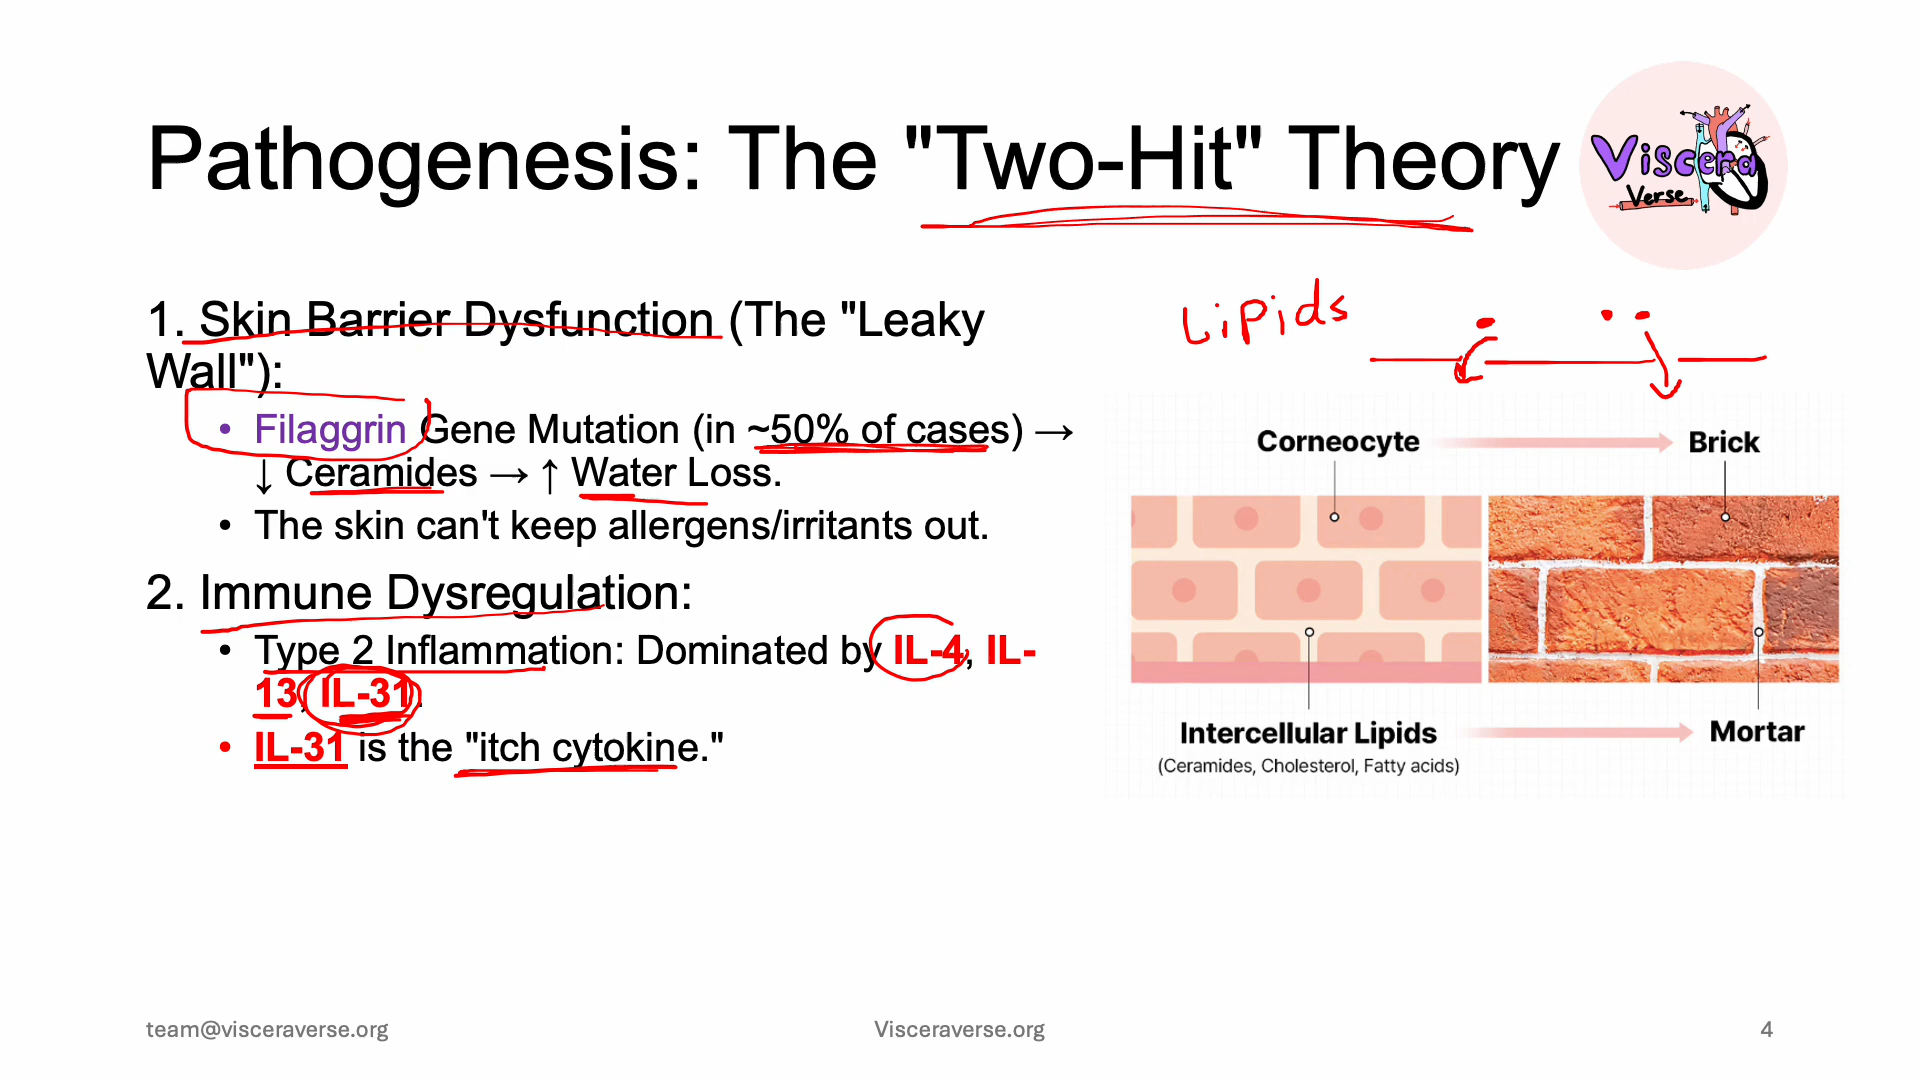 Pathogenesis: The "Two-Hit" Theory
Viscera
Verse
1. Skin Barrier Dysfunction (The "Leaky
Wall"):
• Filaggrin Gene Mutation (in ~50% of cases) →
↓ Ceramides → ↑ Water Loss.
• The skin can't keep allergens/irritants out.
2. Immune Dysregulation:
• Type 2 Inflammation: Dominated by IL-4, IL-
13, IL-31.
• IL-31 is the "itch cytokine."
Lipids
Corneocyte
Brick
Intercellular Lipids
(Ceramides, Cholesterol, Fatty acids)
Mortar
team@visceraverse.org
Visceraverse.org
4